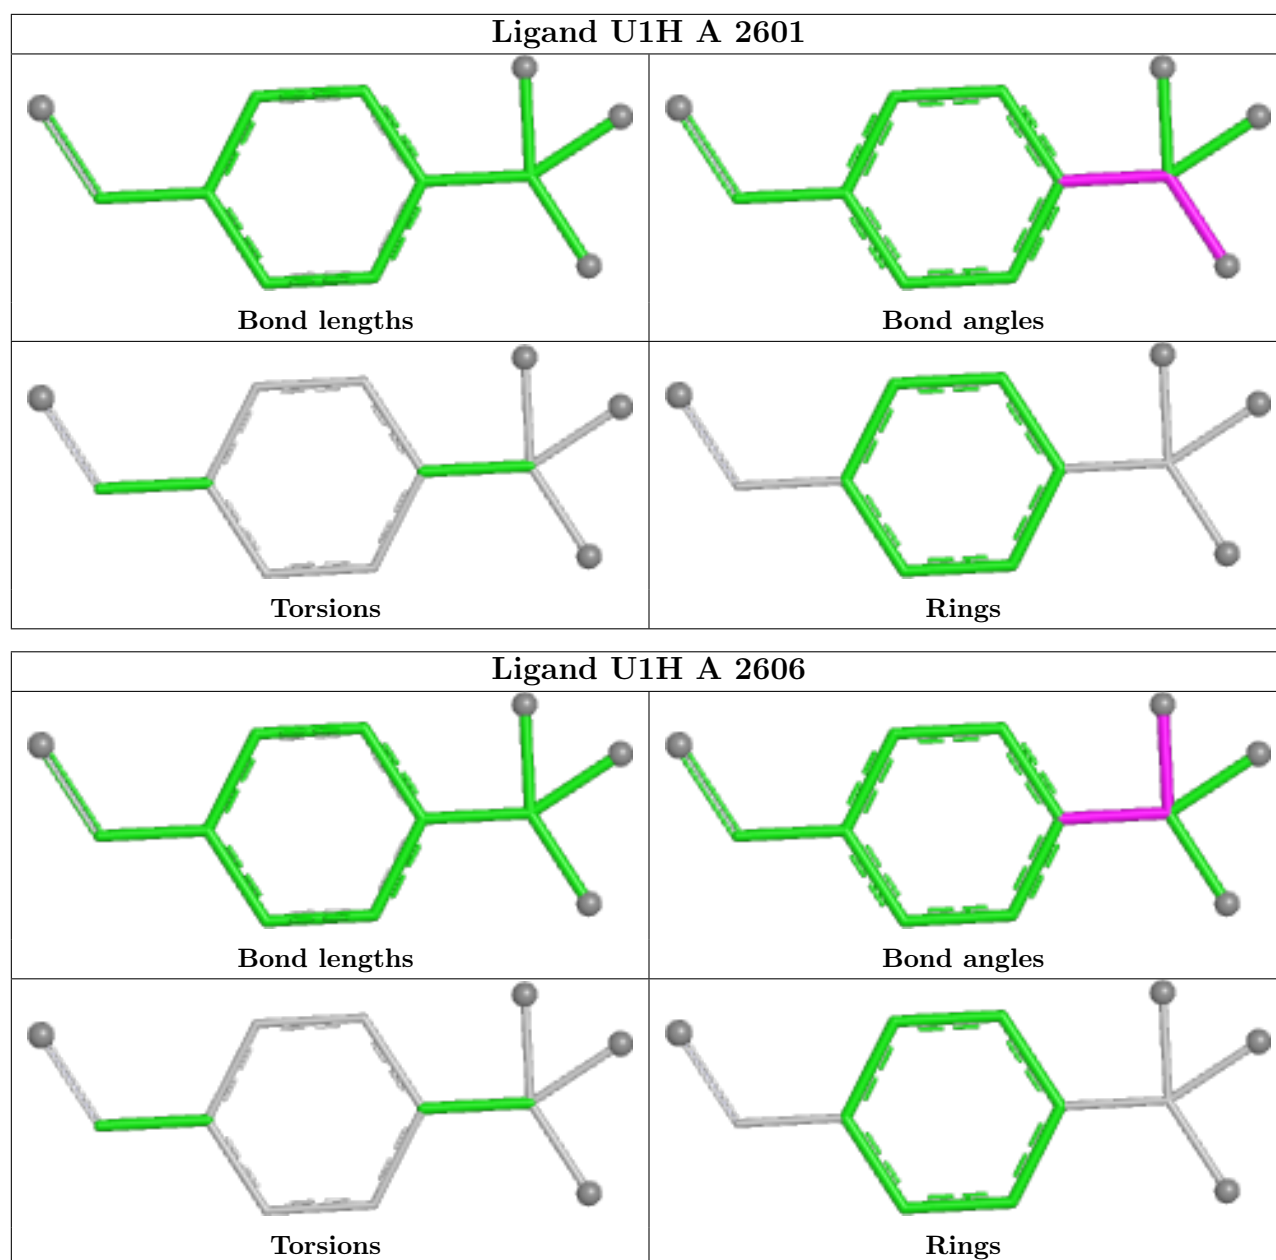 Ligand U1H A 2601
Bond lengths
Bond angles
Torsions
Rings
Ligand U1H A 2606
Bond lengths
Bond angles
Torsions
Rings